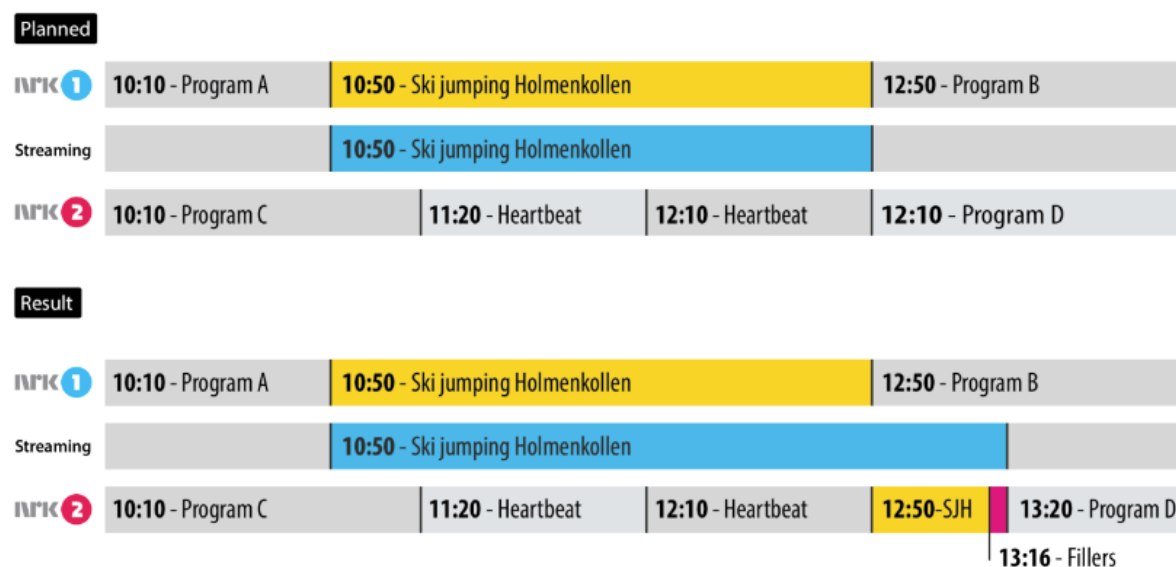 Planned
nrk 1 10:10 - Program A 10:50 - Ski jumping Holmenkollen 12:50 - Program B
Streaming 10:50 - Ski jumping Holmenkollen
nrk 2 10:10 - Program C 11:20 - Heartbeat 12:10 - Heartbeat 12:10 - Program D
Result
nrk 1 10:10 - Program A 10:50 - Ski jumping Holmenkollen 12:50 - Program B
Streaming 10:50 - Ski jumping Holmenkollen
nrk 2 10:10 - Program C 11:20 - Heartbeat 12:10 - Heartbeat 12:50-SJH 13:20 - Program D
13:16 - Fillers